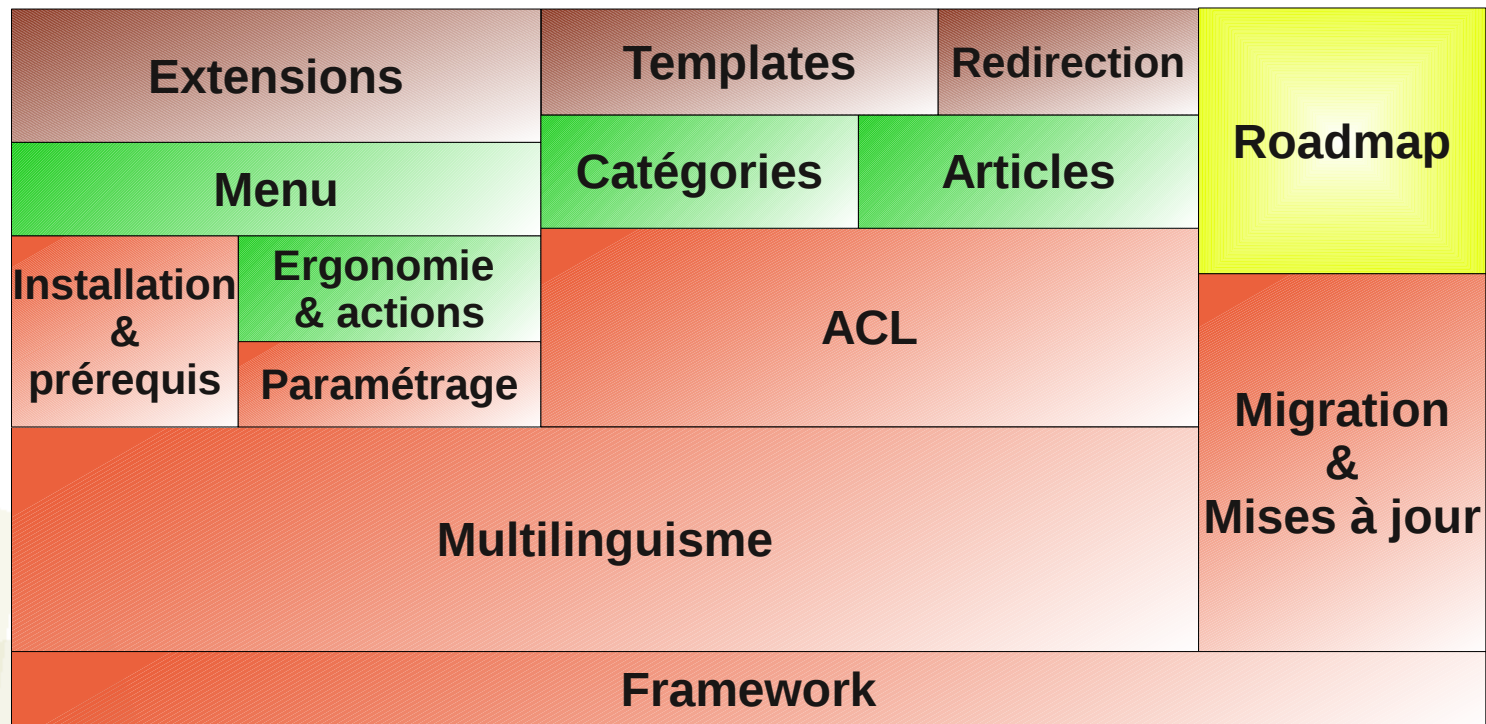 Extensions
Templates
Redirection
Roadmap
Menu
Catégories
Articles
Installation
&
prérequis
Ergonomie
& actions
Paramétrage
ACL
Migration
&
Mises à jour
Multilinguisme
Framework